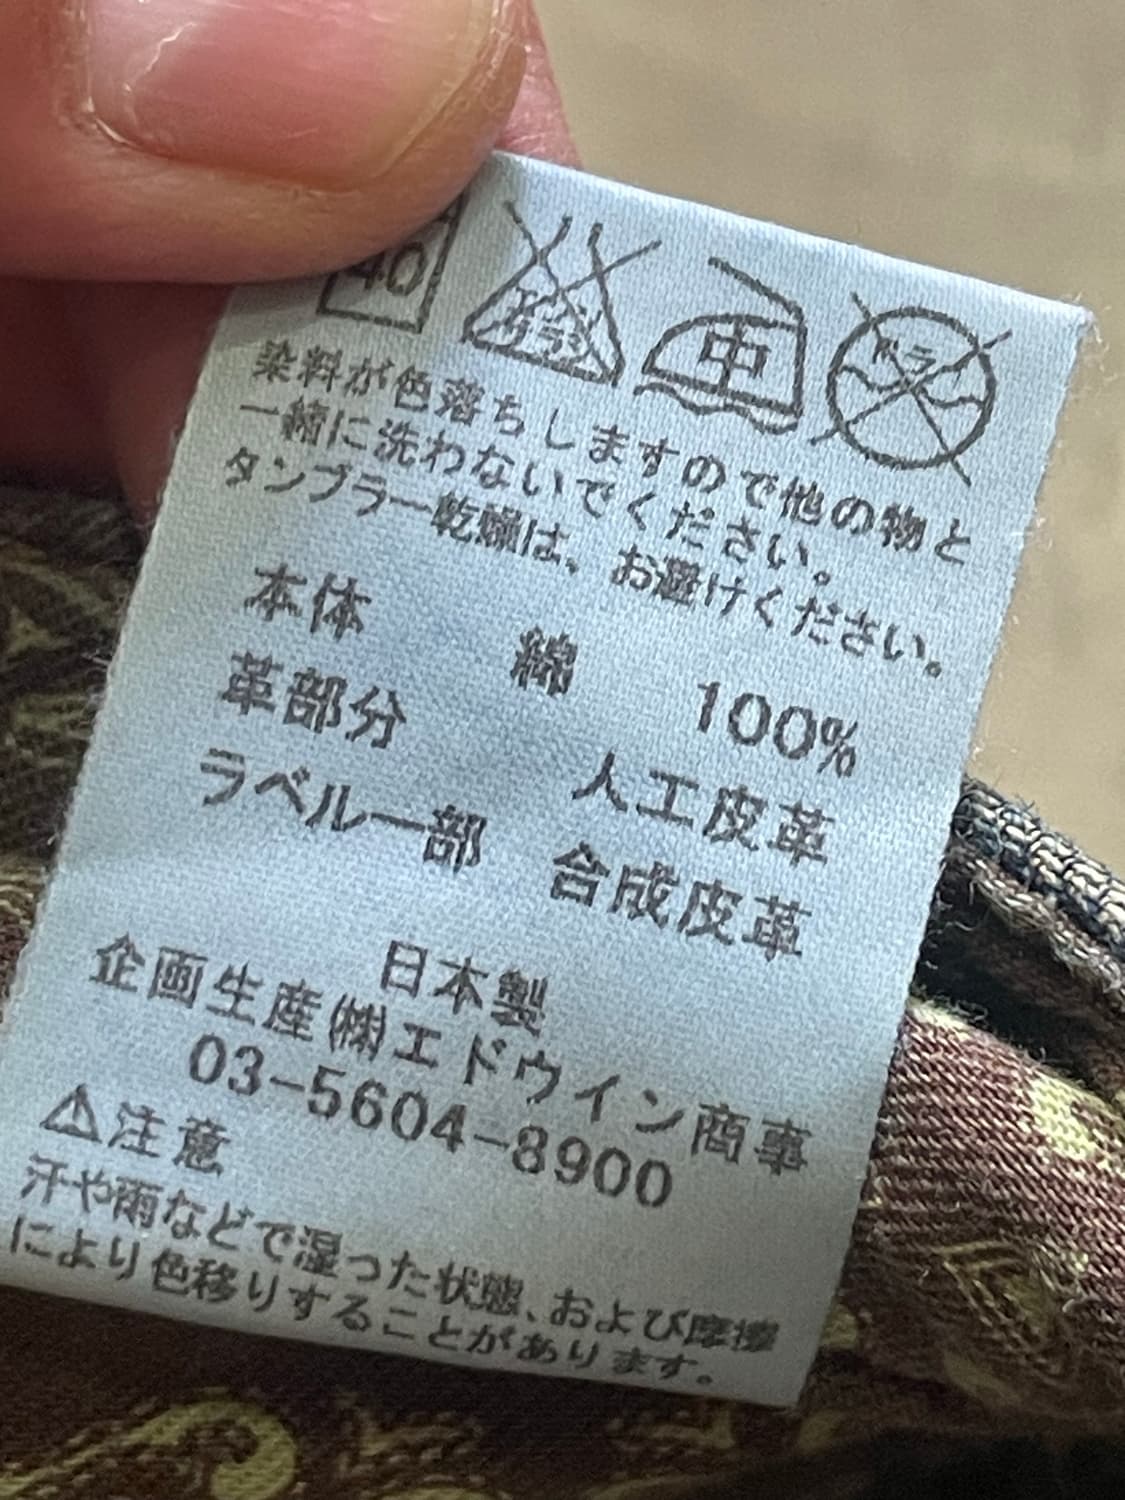 40
エンソ
サラシ
中
ドライ
染料が色落ちしますので他の物と
一緒に洗わないでください。
タンブラー乾燥は、お避けください。
本体 綿 100%
革部分 人工皮革
ラベル一部 合成皮革
日本製
企画生産㈱エドウイン商事
03-5604-8900
⚠注意
汗や雨などで湿った状態、および摩擦
により色移りすることがあります。